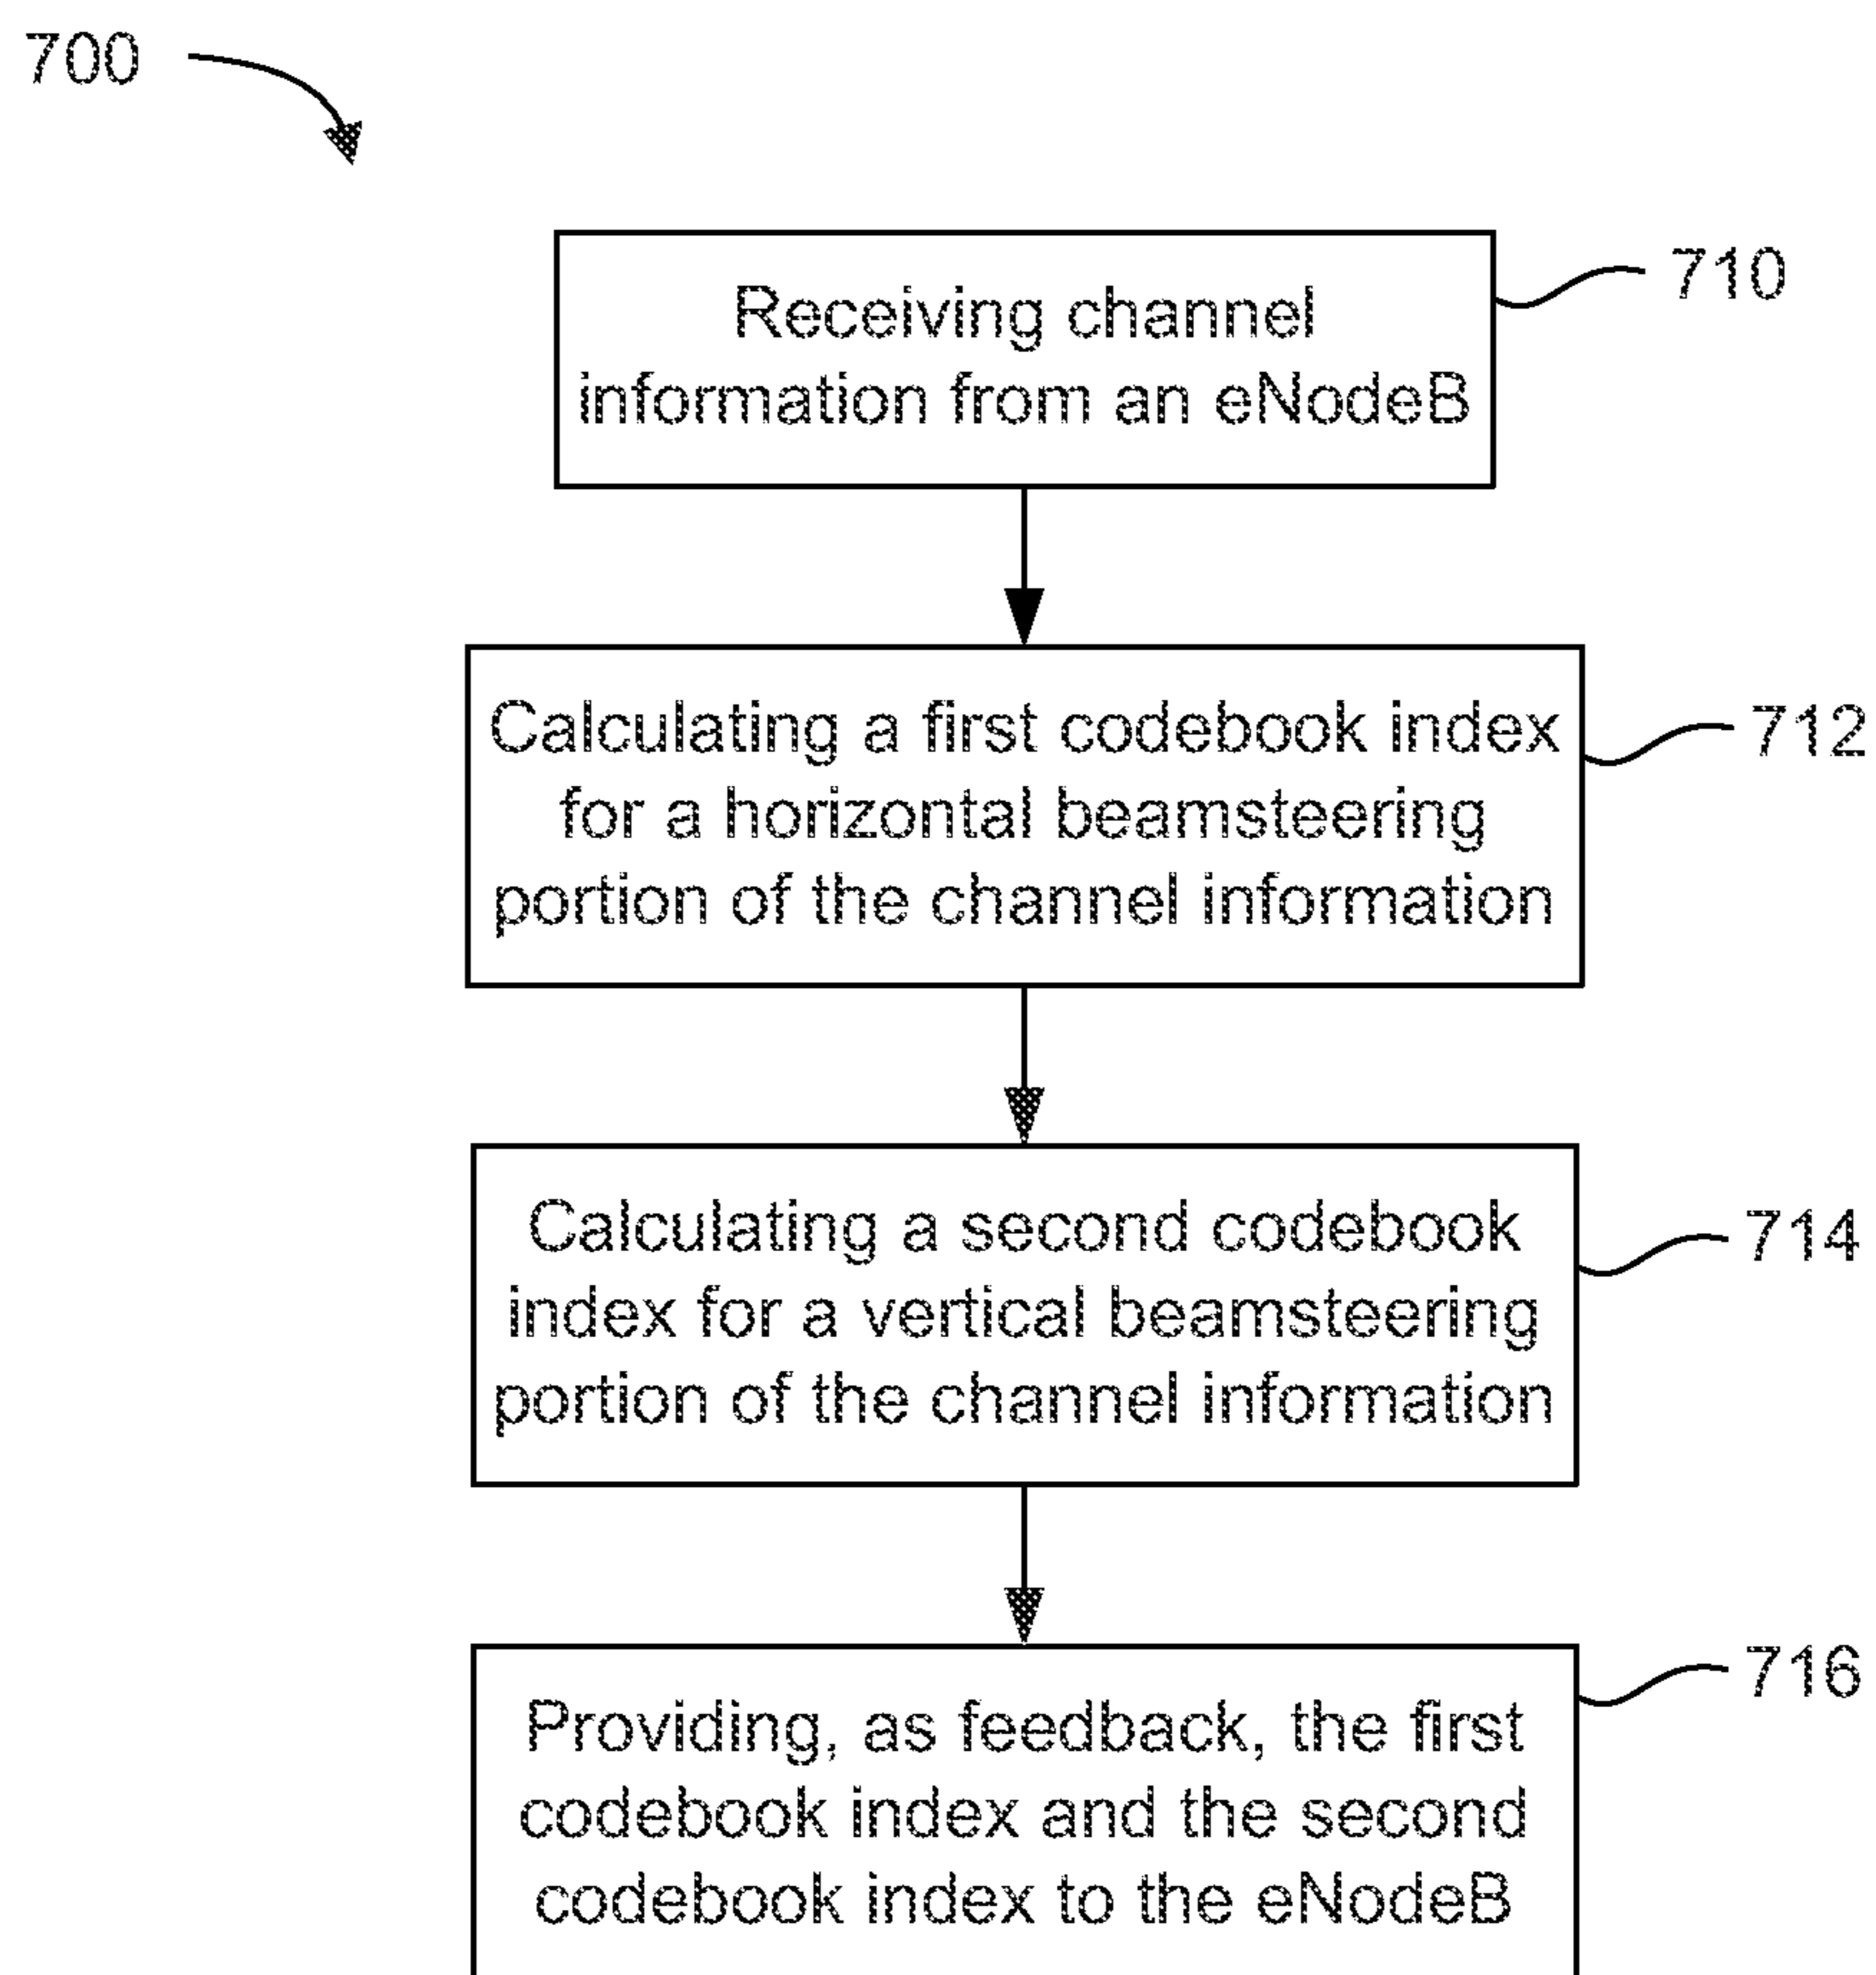 700
Receiving channel
information from an eNodeB
710
Calculating a first codebook index
for a horizontal beamsteering
portion of the channel information
712
Calculating a second codebook
index for a vertical beamsteering
portion of the channel information
714
Providing, as feedback, the first
codebook index and the second
codebook index to the eNodeB
716